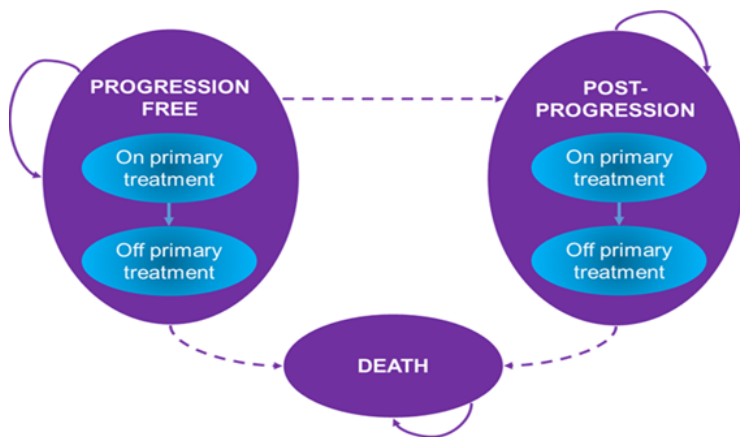 PROGRESSION
FREE
On primary
treatment
Off primary
treatment
POST-
PROGRESSION
On primary
treatment
Off primary
treatment
DEATH